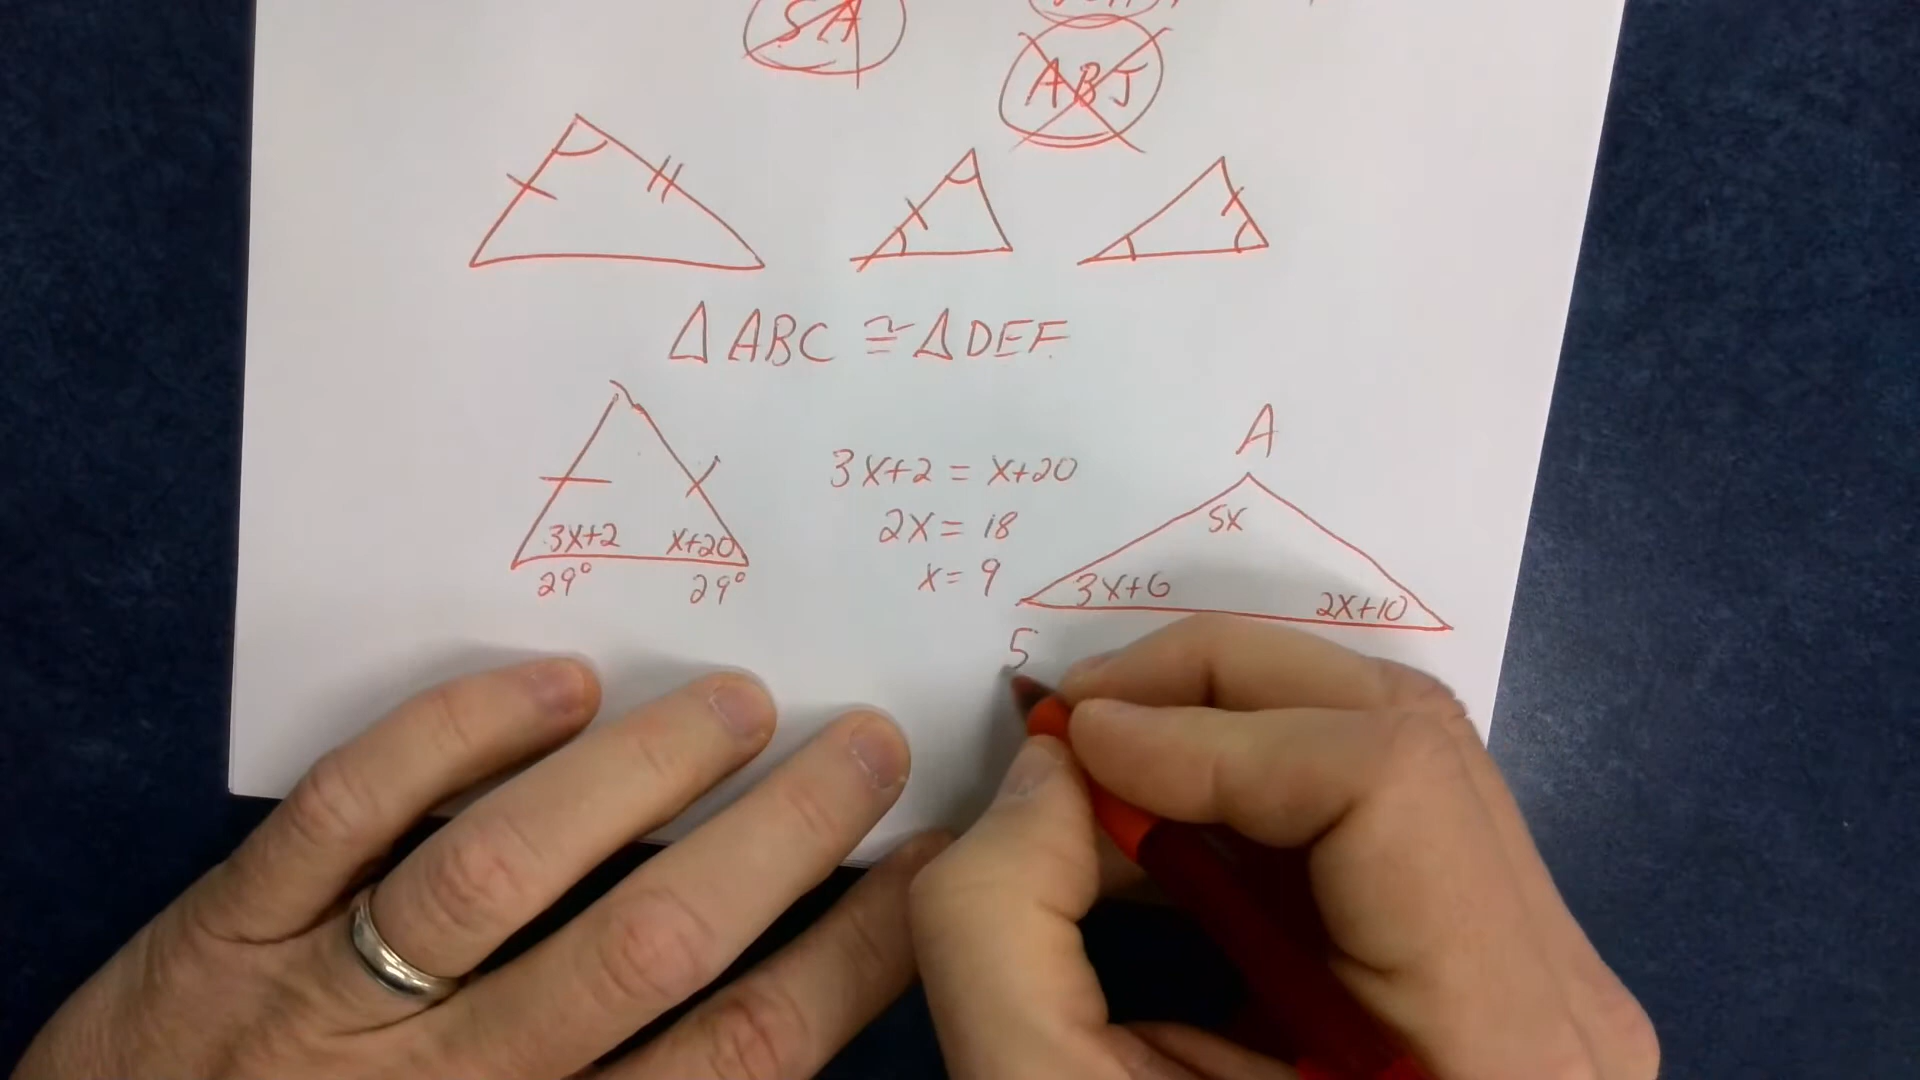 SA
ABJ
△ ABC ≅ △ DEF
A
3x+2 = x+20
5x
2x = 18
3x+2 x+20
x = 9
3x+6 2x+10
29° 29°
5